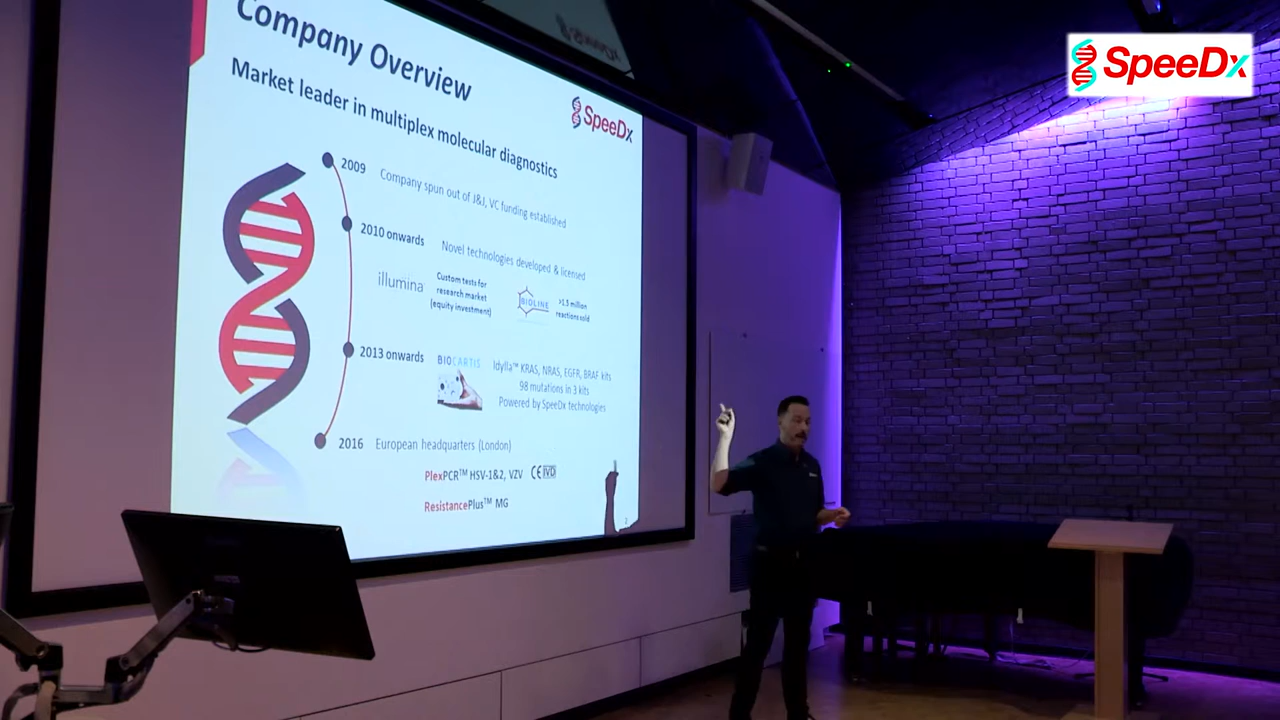 Company Overview
Market leader in multiplex molecular diagnostics
SpeeDx
SpeeDx
2009 Company spun out of J&J, VC funding established
2010 onwards Novel technologies developed & licensed
illumina
Custom tests for
research market
(equity investment)
BIOLINE
>1.5 million
reactions sold
2013 onwards
BIOCARTIS
Idylla™ KRAS, NRAS, EGFR, BRAF kits
98 mutations in 3 kits
Powered by SpeeDx technologies
2016 European headquarters (London)
PlexPCR™ HSV-1&2, VZV CE IVD
ResistancePlus™ MG
2